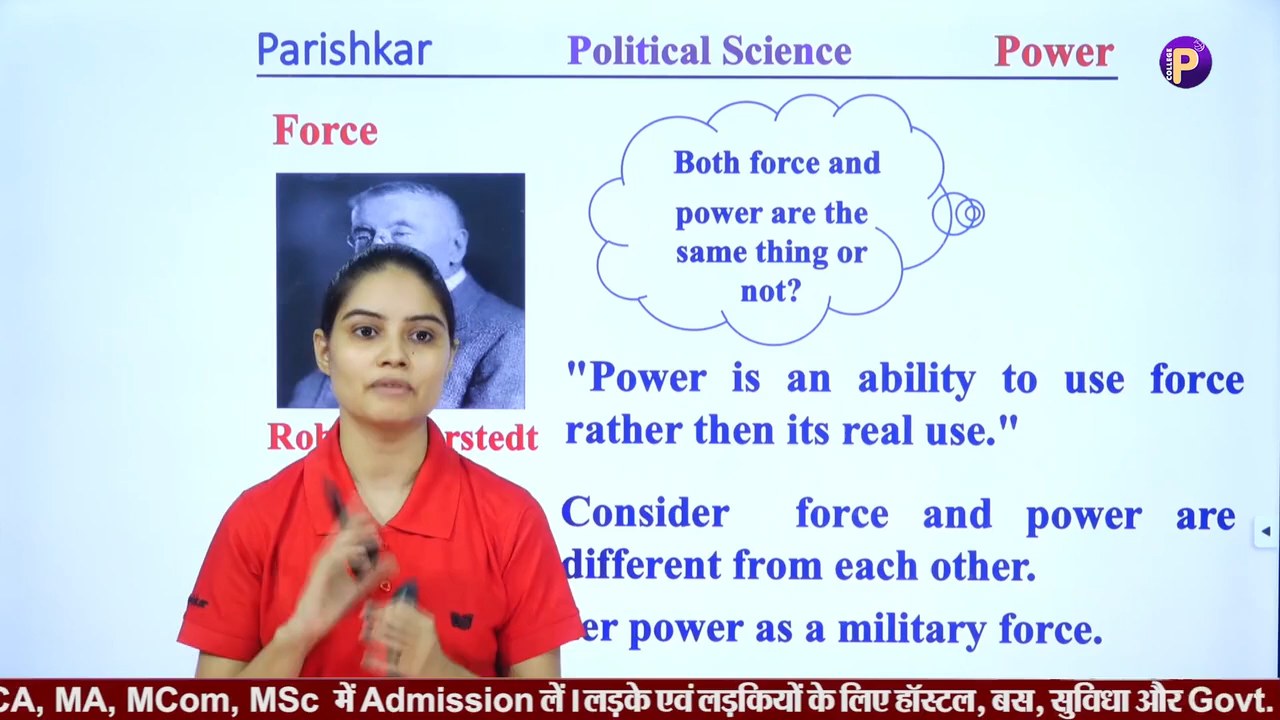 Parishkar Political Science Power
COLLEGE P
Force
Both force and
power are the
same thing or
not?
"Power is an ability to use force
rather then its real use."
Consider force and power are
different from each other.
power as a military force.
CA, MA, MCom, MSc में Admission लें । लड़के एवं लड़कियों के लिए हॉस्टल, बस, सुविधा और Govt.